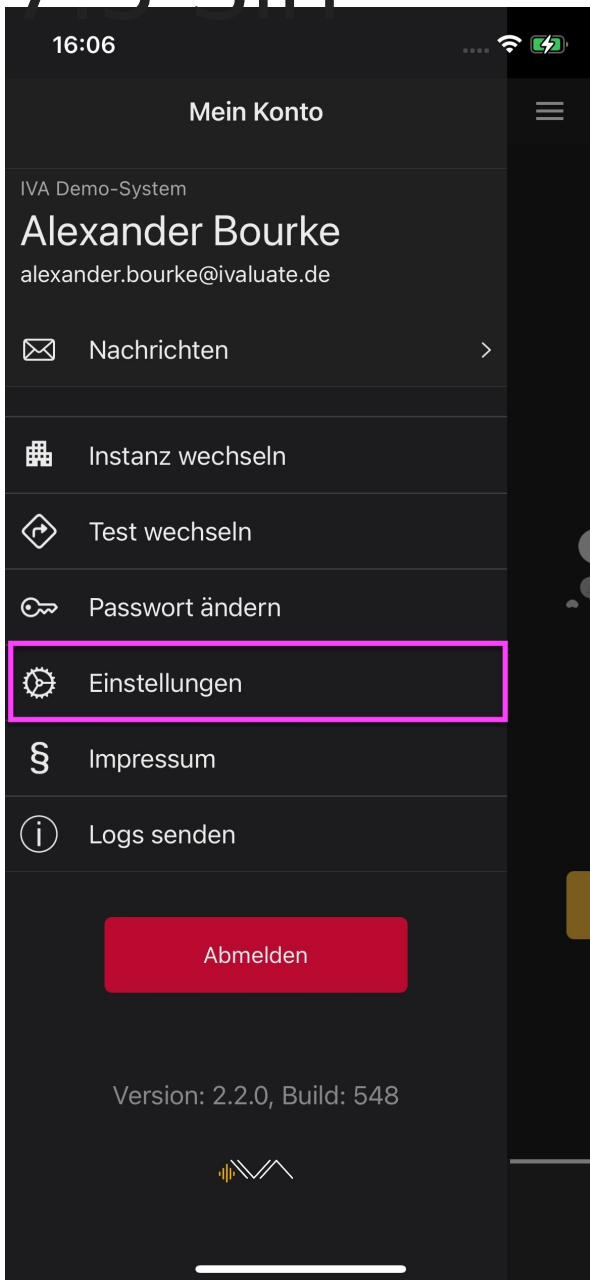 16:06
Mein Konto
IVA Demo-System
Alexander Bourke
alexander.bourke@ivaluate.de
Nachrichten
Instanz wechseln
Test wechseln
Passwort ändern
Einstellungen
§ Impressum
Logs senden
Abmelden
Version: 2.2.0, Build: 548
IVA